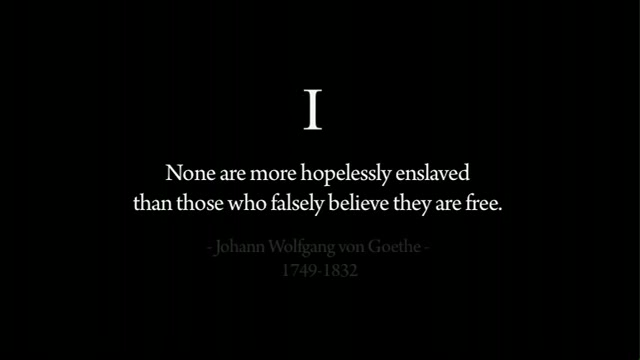 I
None are more hopelessly enslaved
than those who falsely believe they are free.
- Johann Wolfgang von Goethe -
1749-1832